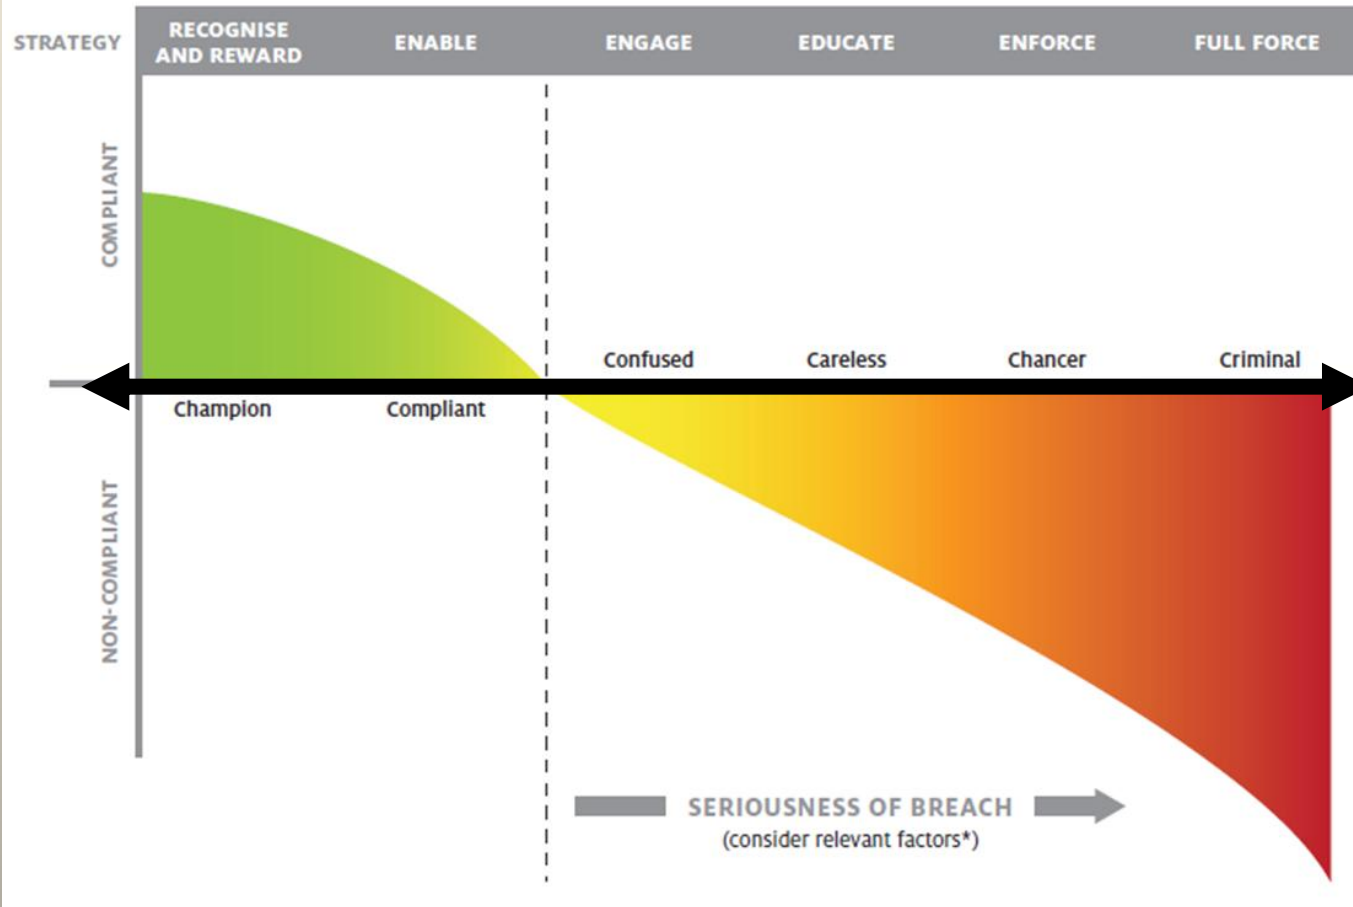 STRATEGY
RECOGNISE
AND REWARD
ENABLE
ENGAGE
EDUCATE
ENFORCE
FULL FORCE
COMPLIANT
Confused
Careless
Chancer
Criminal
Champion
Compliant
NON-COMPLIANT
SERIOUSNESS OF BREACH
(consider relevant factors*)